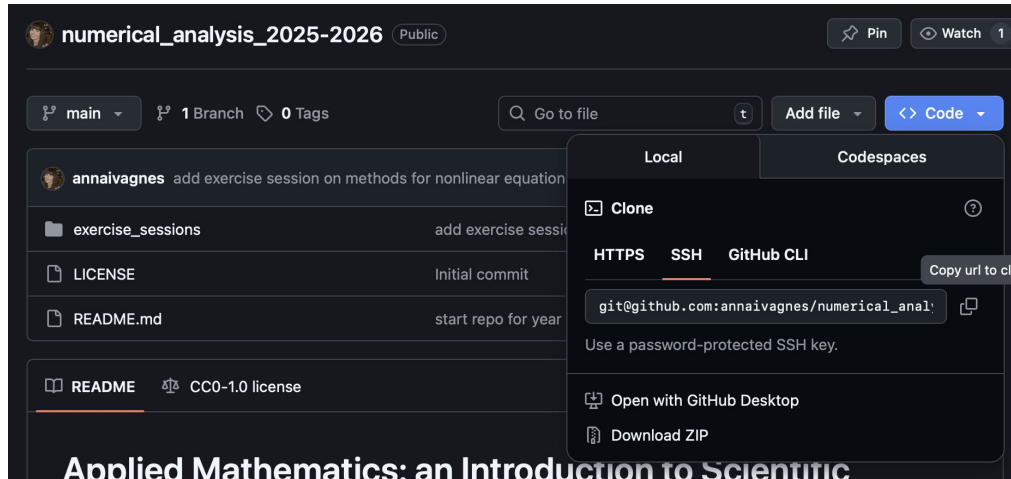 numerical_analysis_2025-2026 Public Pin Watch 1
main 1 Branch 0 Tags Go to file t Add file Code
Local Codespaces
annaivagnes add exercise session on methods for nonlinear equation
Clone
exercise_sessions add exercise
HTTPS SSH GitHub CLI
Copy url to
LICENSE Initial commit
git@github.com:annaivagnes/numerical_analy
README.md start repo for year
Use a password-protected SSH key.
README CC0-1.0 license
Open with GitHub Desktop
Download ZIP
Applied Mathematics: an Introduction to Scientific